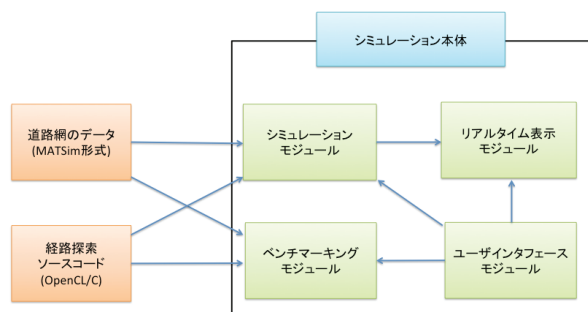 シミュレーション本体
道路網のデータ
(MATSim形式)
シミュレーション
モジュール
リアルタイム表示
モジュール
経路探索
ソースコード
(OpenCL/C)
ベンチマーキング
モジュール
ユーザインタフェース
モジュール